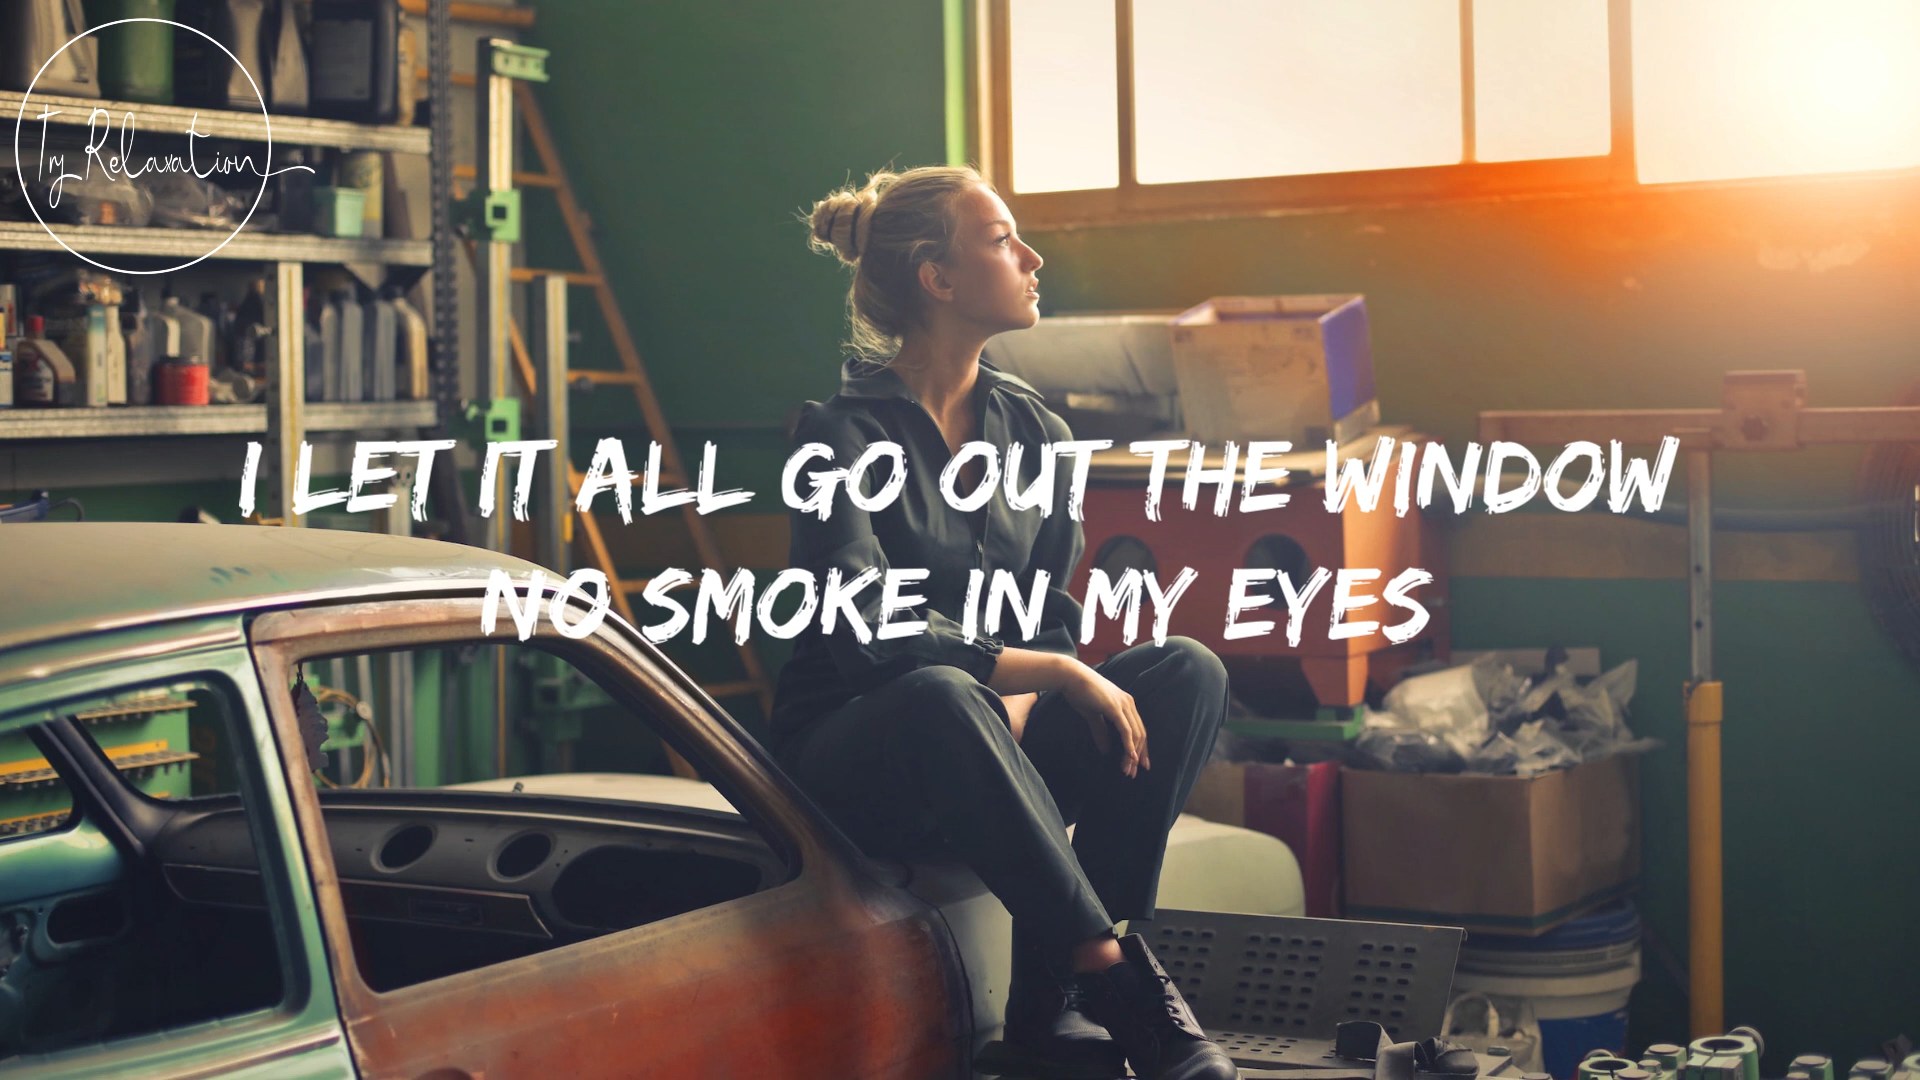 Try Relaxation
I LET IT ALL GO OUT THE WINDOW
NO SMOKE IN MY EYES